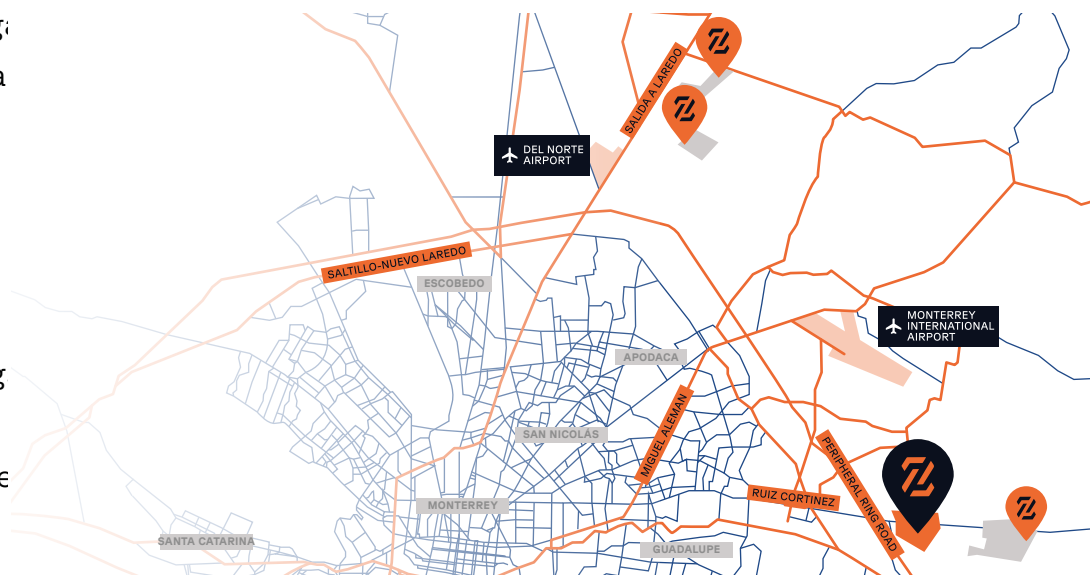 SALIDA A LAREDO
DEL NORTE
AIRPORT
SALTILLO-NUEVO LAREDO
ESCOBEDO
MONTERREY
INTERNATIONAL
AIRPORT
APODACA
MIGUEL ALEMAN
SAN NICOLÁS
PERIPHERAL RING ROAD
RUIZ CORTINEZ
MONTERREY
SANTA CATARINA
GUADALUPE